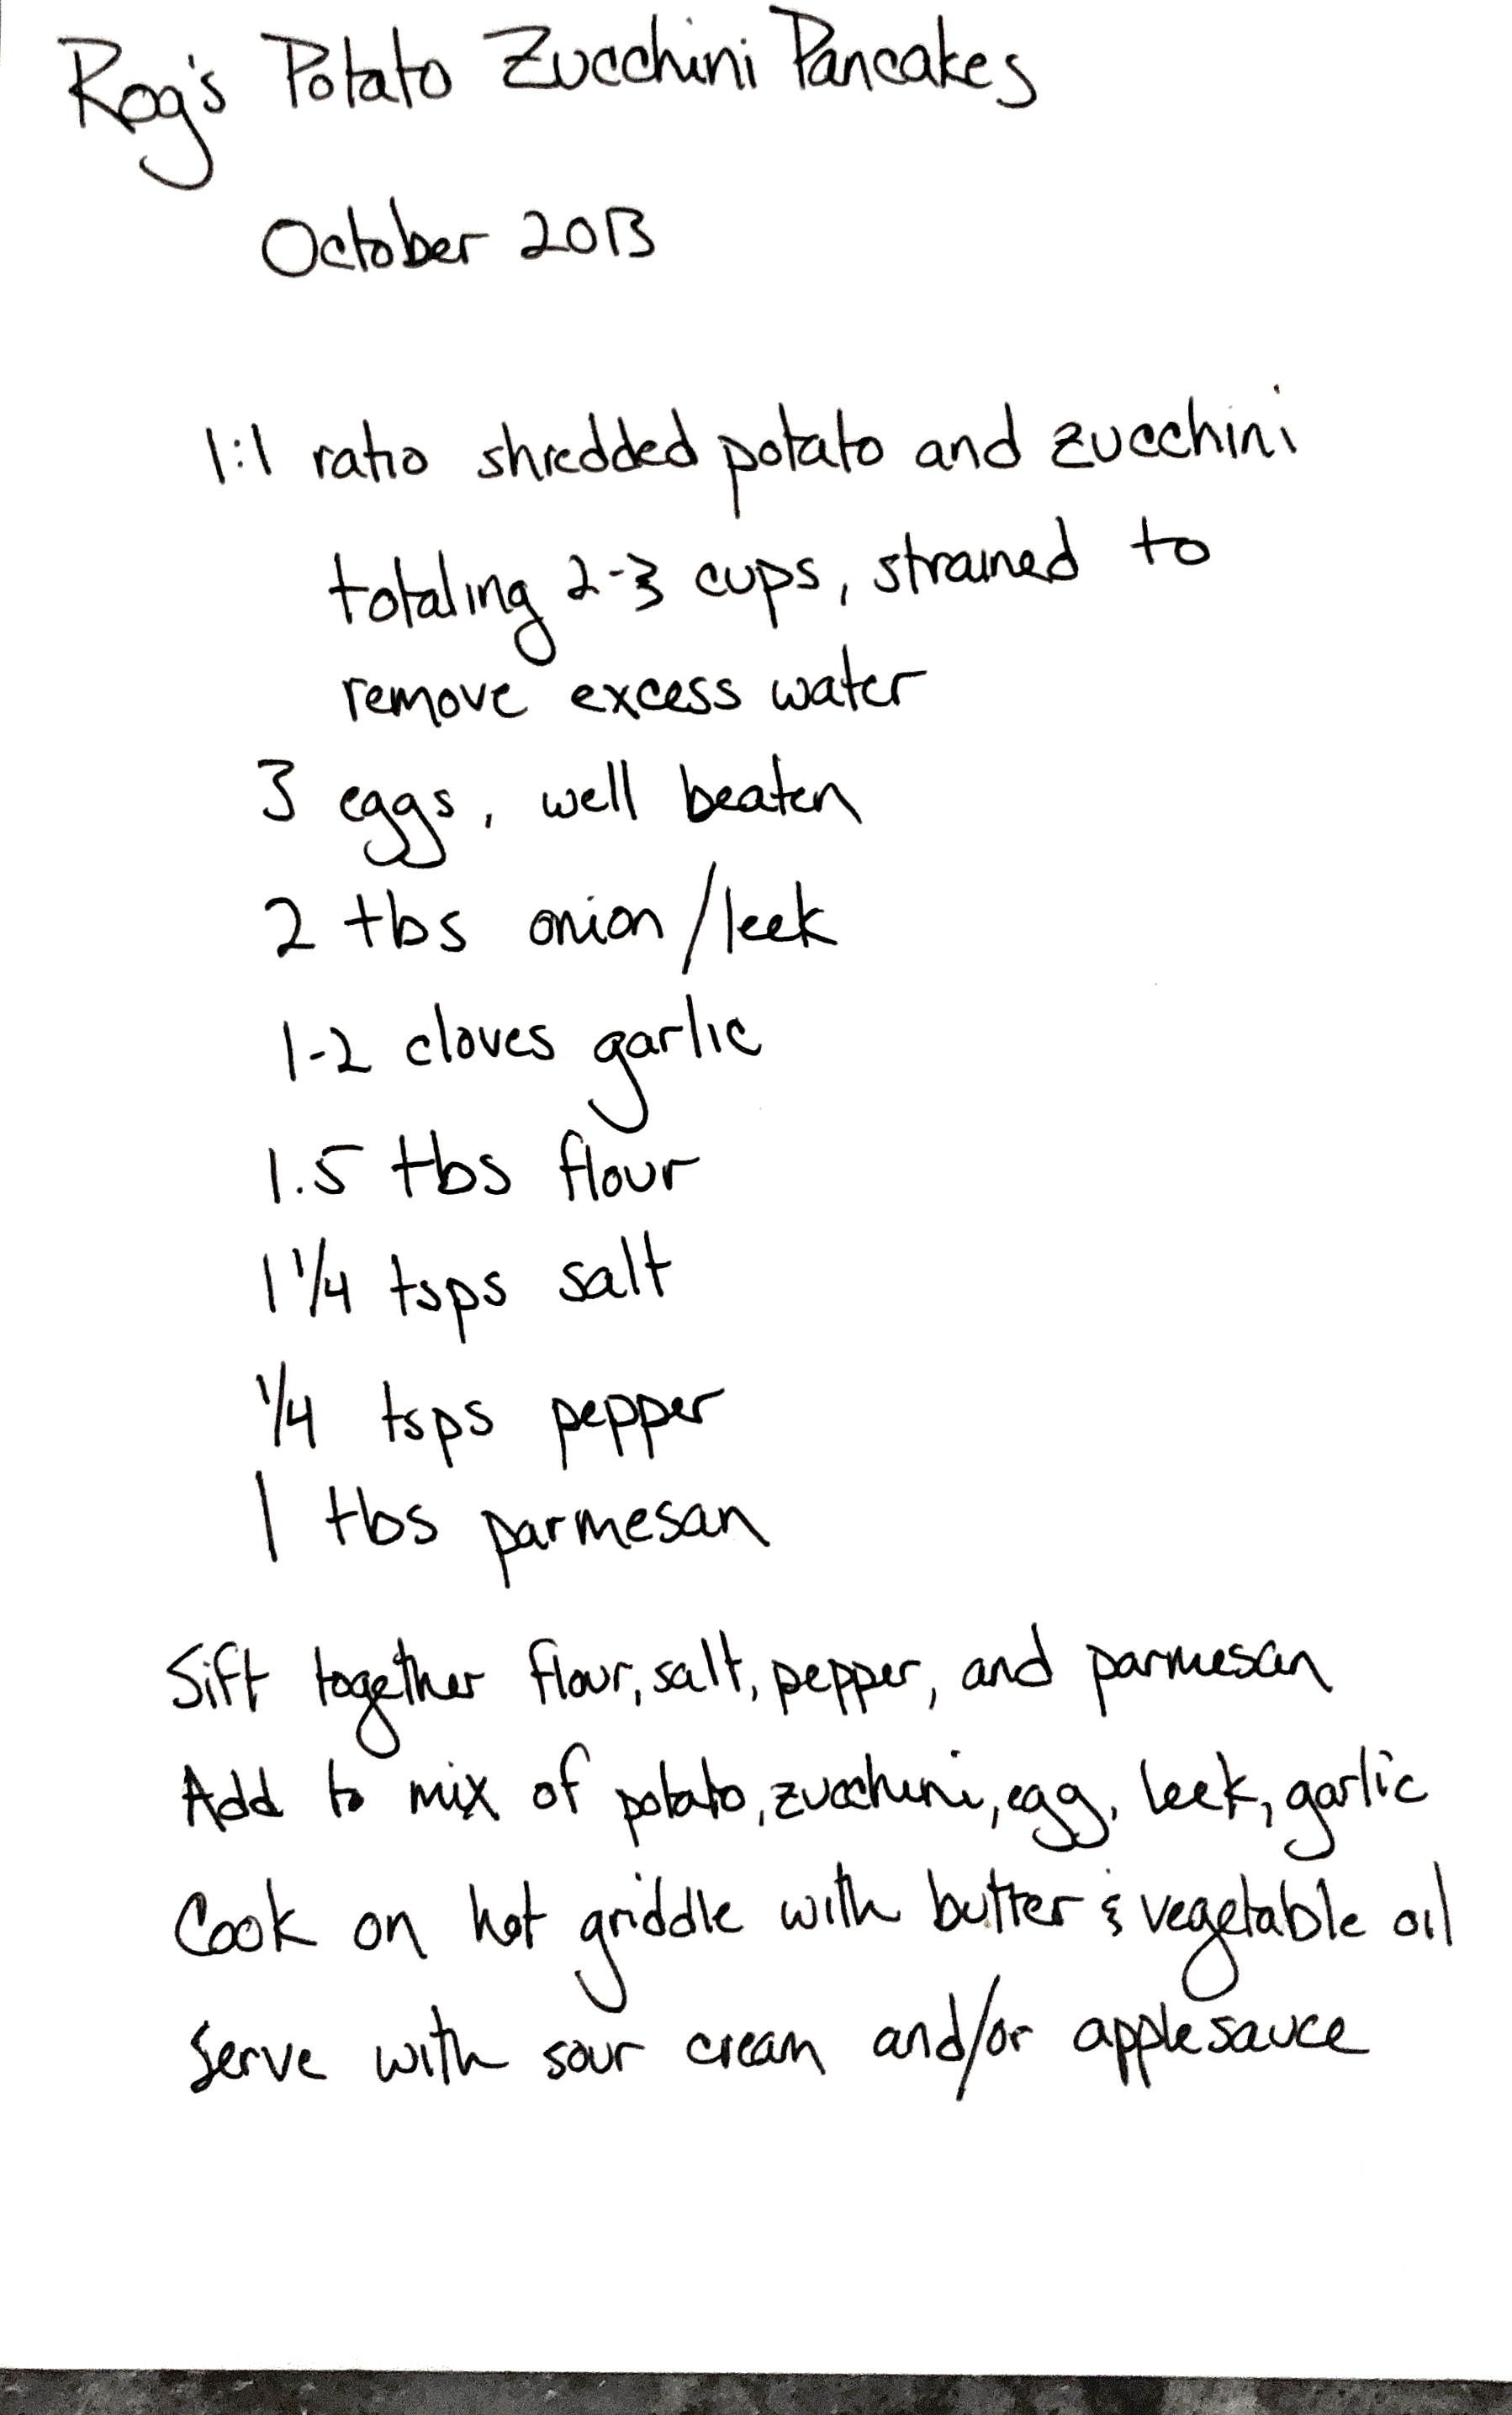 Rog's Potato Zucchini Pancakes
October 2013
1:1 ratio shredded potato and zucchini
totaling 2-3 cups, strained to
remove excess water
3 eggs, well beaten
2 tbs onion/leek
1-2 cloves garlic
1.5 tbs flour
1 1/4 tsps salt
1/4 tsps pepper
1 tbs parmesan
Sift together flour, salt, pepper, and parmesan
Add to mix of potato, zucchini, egg, leek, garlic
Cook on hot griddle with butter & vegetable oil
Serve with sour cream and/or applesauce